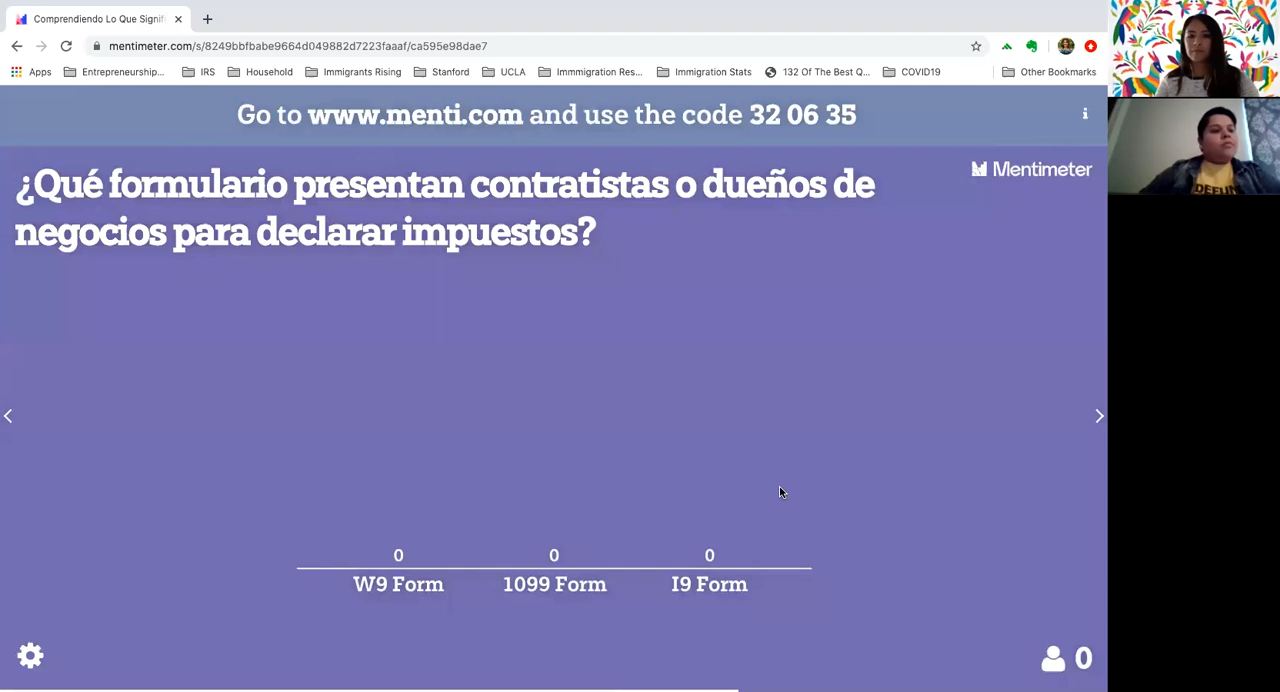 Comprendiendo Lo Que Signif
mentimeter.com/s/8249bbfbabe9664d049882d7223faaaf/ca595e98dae7
Apps Entrepreneurship... IRS Household Immigrants Rising Stanford UCLA Immmigration Res... Immigration Stats 132 Of The Best Q... COVID19 Other Bookmarks
Go to www.menti.com and use the code 32 06 35
Mentimeter
¿Qué formulario presentan contratistas o dueños de
negocios para declarar impuestos?
0 0 0
W9 Form 1099 Form I9 Form
0